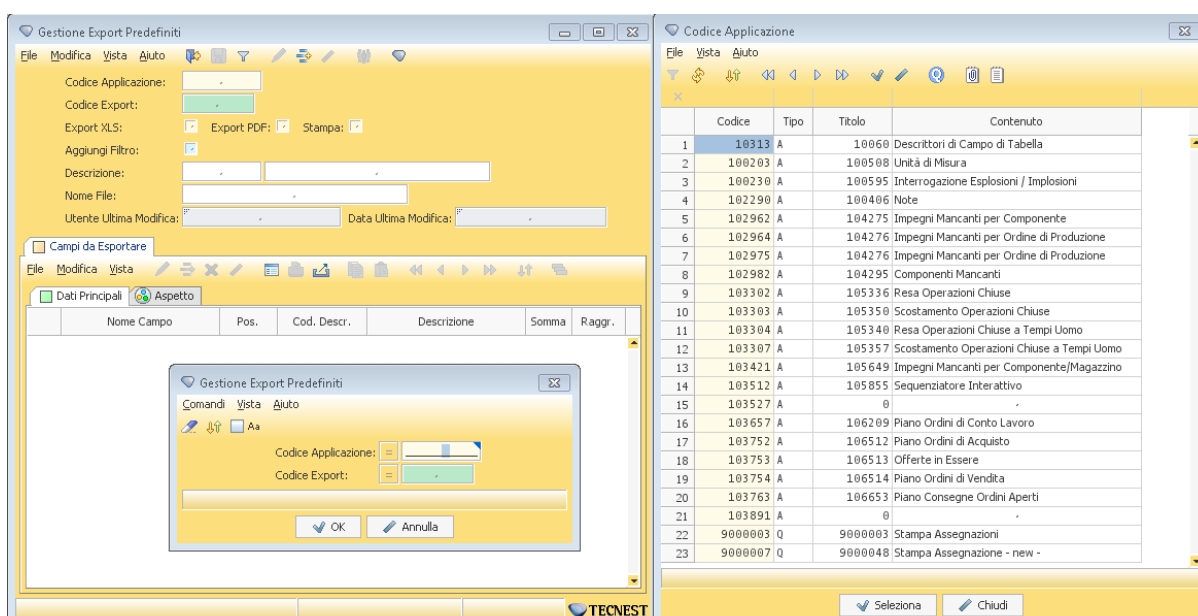 Gestione Export Predefiniti
File Modifica Vista Aiuto
Codice Applicazione:
Codice Export:
Export XLS: Export PDF: Stampa:
Aggiungi Filtro:
Descrizione:
Nome File:
Utente Ultima Modifica: Data Ultima Modifica:
Campi da Esportare
File Modifica Vista
Dati Principali Aspetto
Nome Campo Pos. Cod. Descr. Descrizione Somma Raggr.
Gestione Export Predefiniti
Comandi Vista Aiuto
Aa
Codice Applicazione: =
Codice Export: =
OK Annulla
TECNEST
Codice Applicazione
File Vista Aiuto
Codice Tipo Titolo Contenuto
1 10313 A 10060 Descrittori di Campo di Tabella
2 100203 A 100508 Unità di Misura
3 100230 A 100595 Interrogazione Esplosioni / Implosioni
4 102290 A 100406 Note
5 102962 A 104275 Impegni Mancanti per Componente
6 102964 A 104276 Impegni Mancanti per Ordine di Produzione
7 102975 A 104276 Impegni Mancanti per Ordine di Produzione
8 102982 A 104295 Componenti Mancanti
9 103302 A 105336 Resa Operazioni Chiuse
10 103303 A 105350 Scostamento Operazioni Chiuse
11 103304 A 105340 Resa Operazioni Chiuse a Tempi Uomo
12 103307 A 105357 Scostamento Operazioni Chiuse a Tempi Uomo
13 103421 A 105649 Impegni Mancanti per Componente/Magazzino
14 103512 A 105855 Sequenziatore Interattivo
15 103527 A 0
16 103657 A 106209 Piano Ordini di Conto Lavoro
17 103752 A 106512 Piano Ordini di Acquisto
18 103753 A 106513 Offerte in Essere
19 103754 A 106514 Piano Ordini di Vendita
20 103763 A 106653 Piano Consegne Ordini Aperti
21 103891 A 0
22 9000003 Q 9000003 Stampa Assegnazioni
23 9000007 Q 9000048 Stampa Assegnazione - new -
Seleziona Chiudi